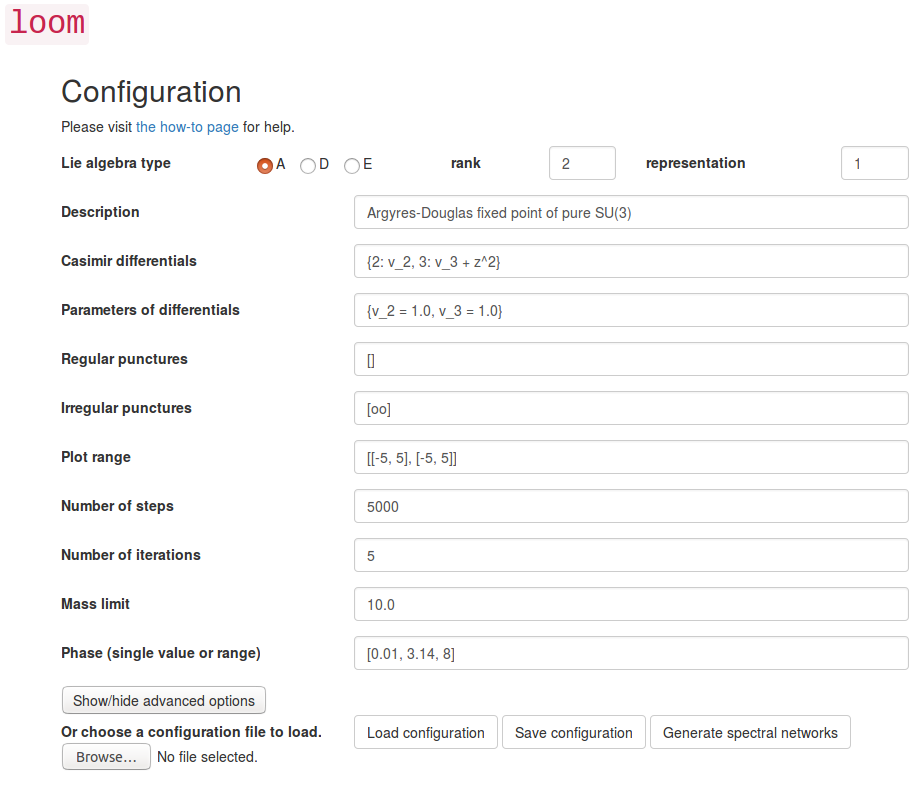 loom
Configuration
Please visit the how-to page for help.
Lie algebra type A D E rank 2 representation 1
Description Argyres-Douglas fixed point of pure SU(3)
Casimir differentials {2: v_2, 3: v_3 + z^2}
Parameters of differentials {v_2 = 1.0, v_3 = 1.0}
Regular punctures []
Irregular punctures [oo]
Plot range [[-5, 5], [-5, 5]]
Number of steps 5000
Number of iterations 5
Mass limit 10.0
Phase (single value or range) [0.01, 3.14, 8]
Show/hide advanced options
Or choose a configuration file to load. Load configuration Save configuration Generate spectral networks
Browse... No file selected.